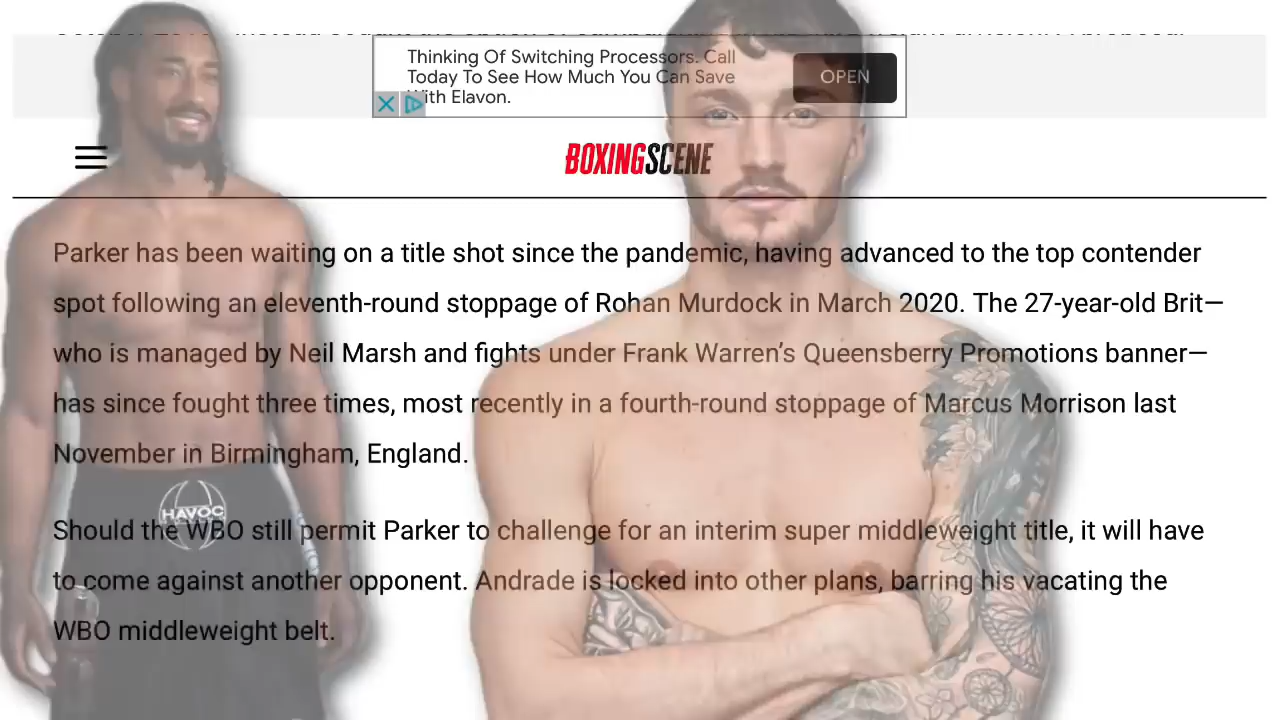 Thinking Of Switching Processors. Call
Today To See How Much You Can Save
With Elavon.
OPEN
BOXINGSCENE
Parker has been waiting on a title shot since the pandemic, having advanced to the top contender
spot following an eleventh-round stoppage of Rohan Murdock in March 2020. The 27-year-old Brit—
who is managed by Neil Marsh and fights under Frank Warren’s Queensberry Promotions banner—
has since fought three times, most recently in a fourth-round stoppage of Marcus Morrison last
November in Birmingham, England.
HAVOC
Should the WBO still permit Parker to challenge for an interim super middleweight title, it will have
to come against another opponent. Andrade is locked into other plans, barring his vacating the
WBO middleweight belt.